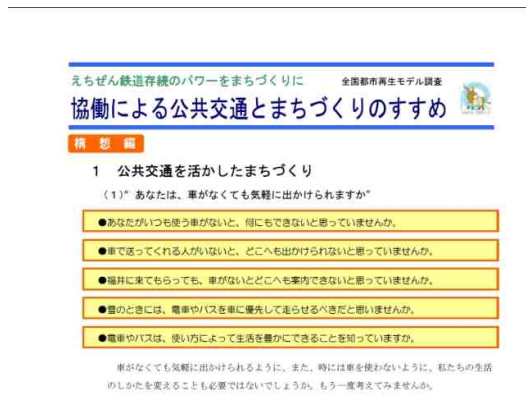 えちぜん鉄道存続のパワーをまちづくりに 全国都市再生モデル調査
協働による公共交通とまちづくりのすすめ
構想編
1 公共交通を活かしたまちづくり
(1)"あなたは、車がなくても気軽に出かけられますか"
●あなたがいつも使う車がないと、何にもできないと思っていませんか。
●車で送ってくれる人がいないと、どこへも出かけられないと思っていませんか。
●福井に来てもらっても、車がないとどこへも案内できないと思っていませんか。
●雪のときには、電車やバスを車に優先して走らせるべきだと思いませんか。
●電車やバスは、使い方によって生活を豊かにできることを知っていますか。
車がなくても気軽に出かけられるように、また、時には車を使わないように、私たちの生活
のしかたを変えることも必要ではないでしょうか。もう一度考えてみませんか。